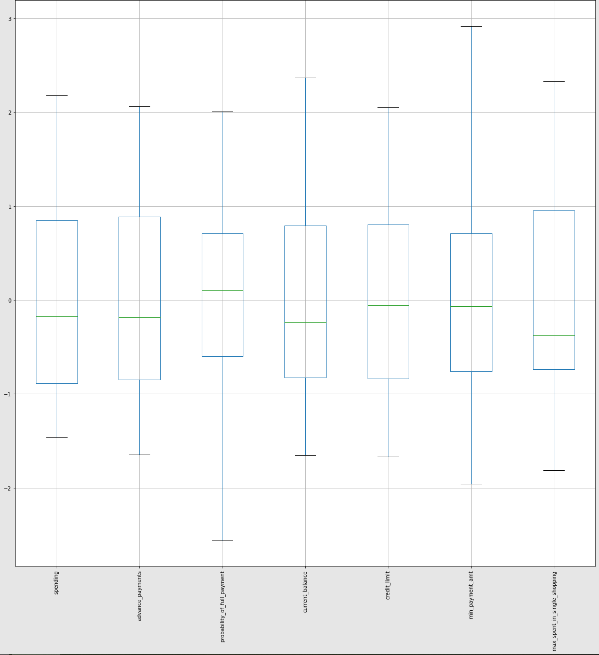 3
2
1
0
−1
−2
spending
advance_payments
probability_of_full_payment
current_balance
credit_limit
min_payment_amt
max_spent_in_single_shopping